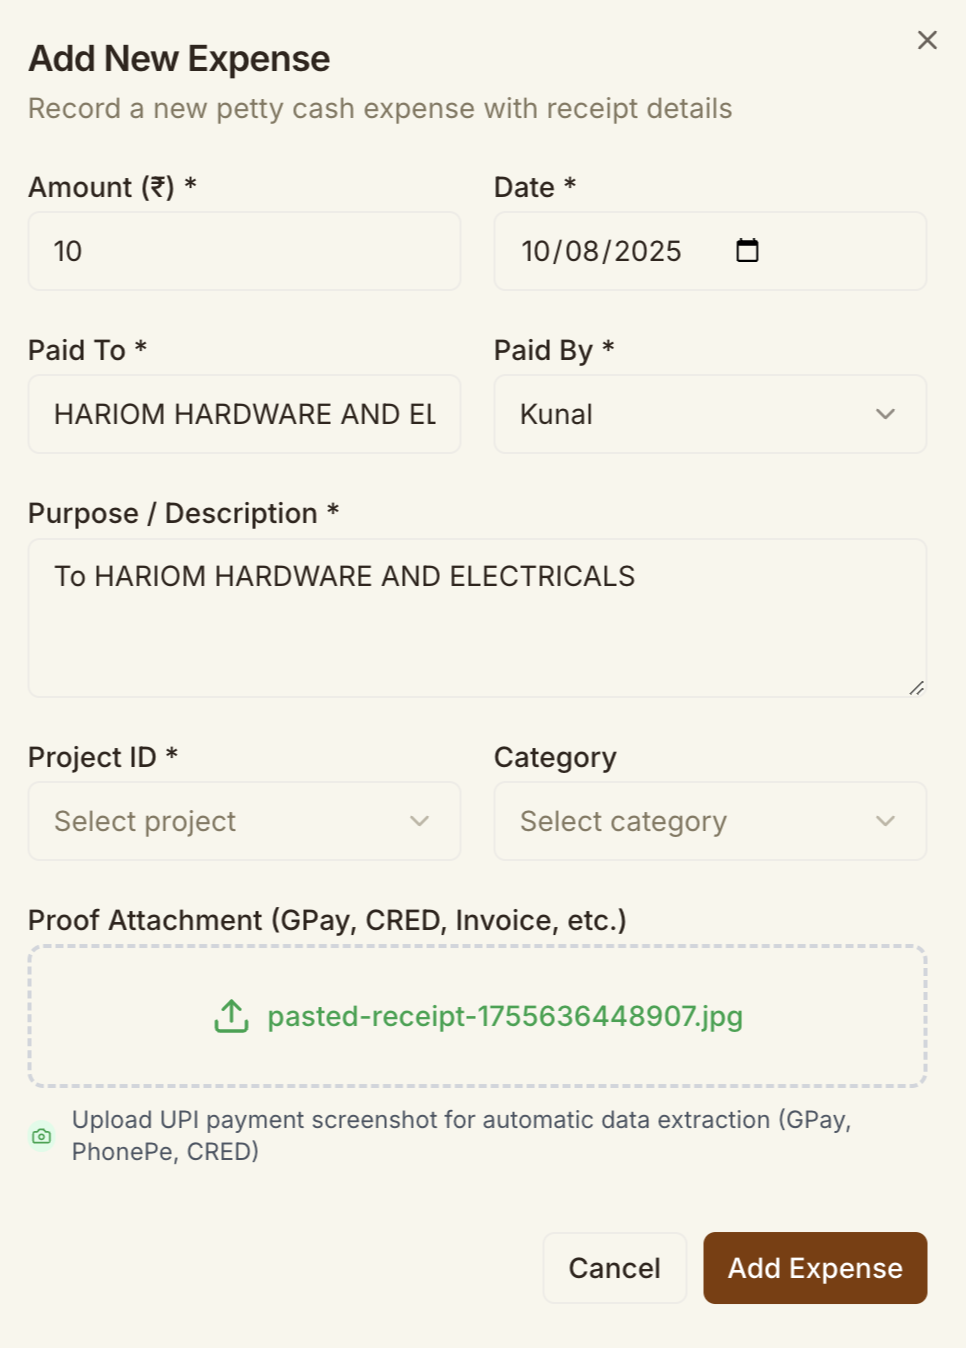 Add New Expense
Record a new petty cash expense with receipt details
Amount (₹) *
Date *
10
10/08/2025
Paid To *
Paid By *
HARIOM HARDWARE AND EL
Kunal
Purpose / Description *
To HARIOM HARDWARE AND ELECTRICALS
Project ID *
Category
Select project
Select category
Proof Attachment (GPay, CRED, Invoice, etc.)
pasted-receipt-1755636448907.jpg
Upload UPI payment screenshot for automatic data extraction (GPay,
PhonePe, CRED)
Cancel
Add Expense